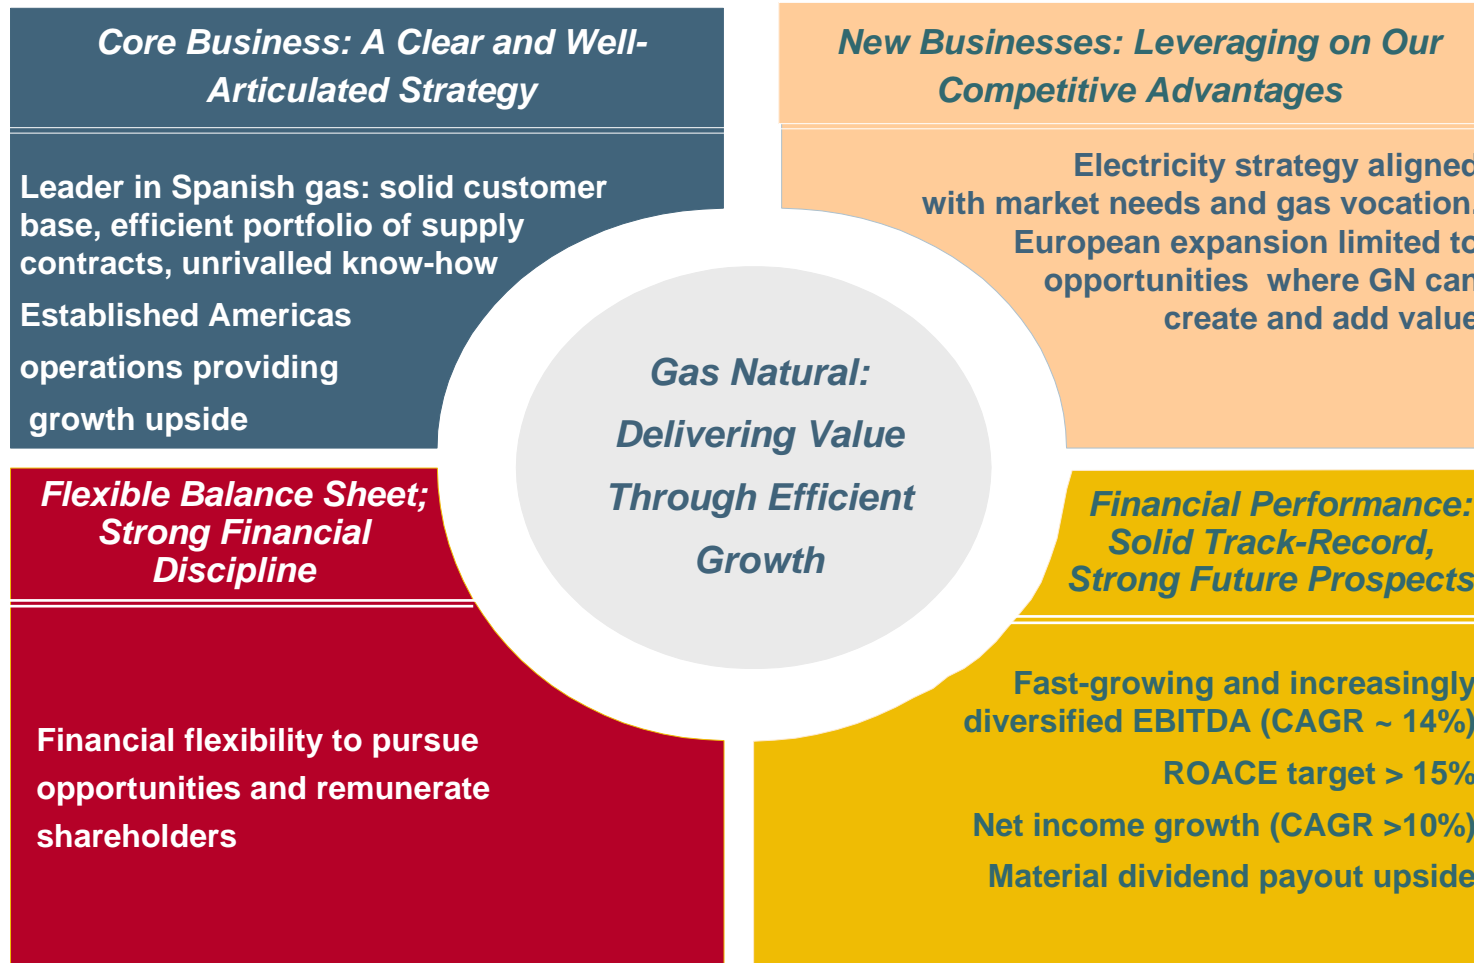 Core Business: A Clear and Well-
Articulated Strategy
Leader in Spanish gas: solid customer
base, efficient portfolio of supply
contracts, unrivalled know-how
Established Americas
operations providing
growth upside
New Businesses: Leveraging on Our
Competitive Advantages
Electricity strategy aligned
with market needs and gas vocation.
European expansion limited to
opportunities where GN can
create and add value
Gas Natural:
Delivering Value
Through Efficient
Growth
Flexible Balance Sheet;
Strong Financial
Discipline
Financial flexibility to pursue
opportunities and remunerate
shareholders
Financial Performance:
Solid Track-Record,
Strong Future Prospects
Fast-growing and increasingly
diversified EBITDA (CAGR ~ 14%)
ROACE target > 15%
Net income growth (CAGR >10%)
Material dividend payout upside